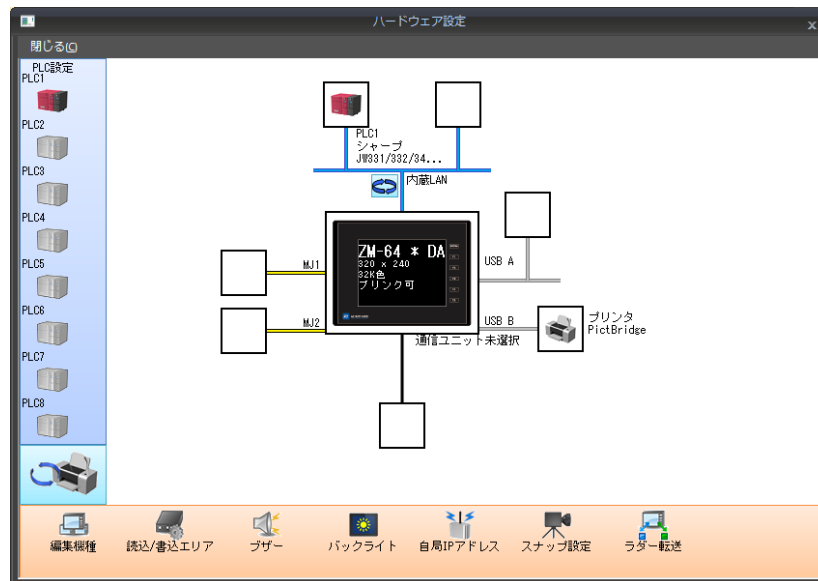 ハードウェア設定
x
閉じる(C)
PLC設定
PLC1
PLC2
PLC3
PLC4
PLC5
PLC6
PLC7
PLC8
PLC1
シャープ
JW331/332/34...
内蔵LAN
ZM-64 * DA
320 x 240
32K色
ブリンク可
MJ1
MJ2
USB A
USB B
プリンタ
PictBridge
通信ユニット未選択
編集機種
読込/書込エリア
ブザー
バックライト
自局IPアドレス
スナップ設定
ラダー転送